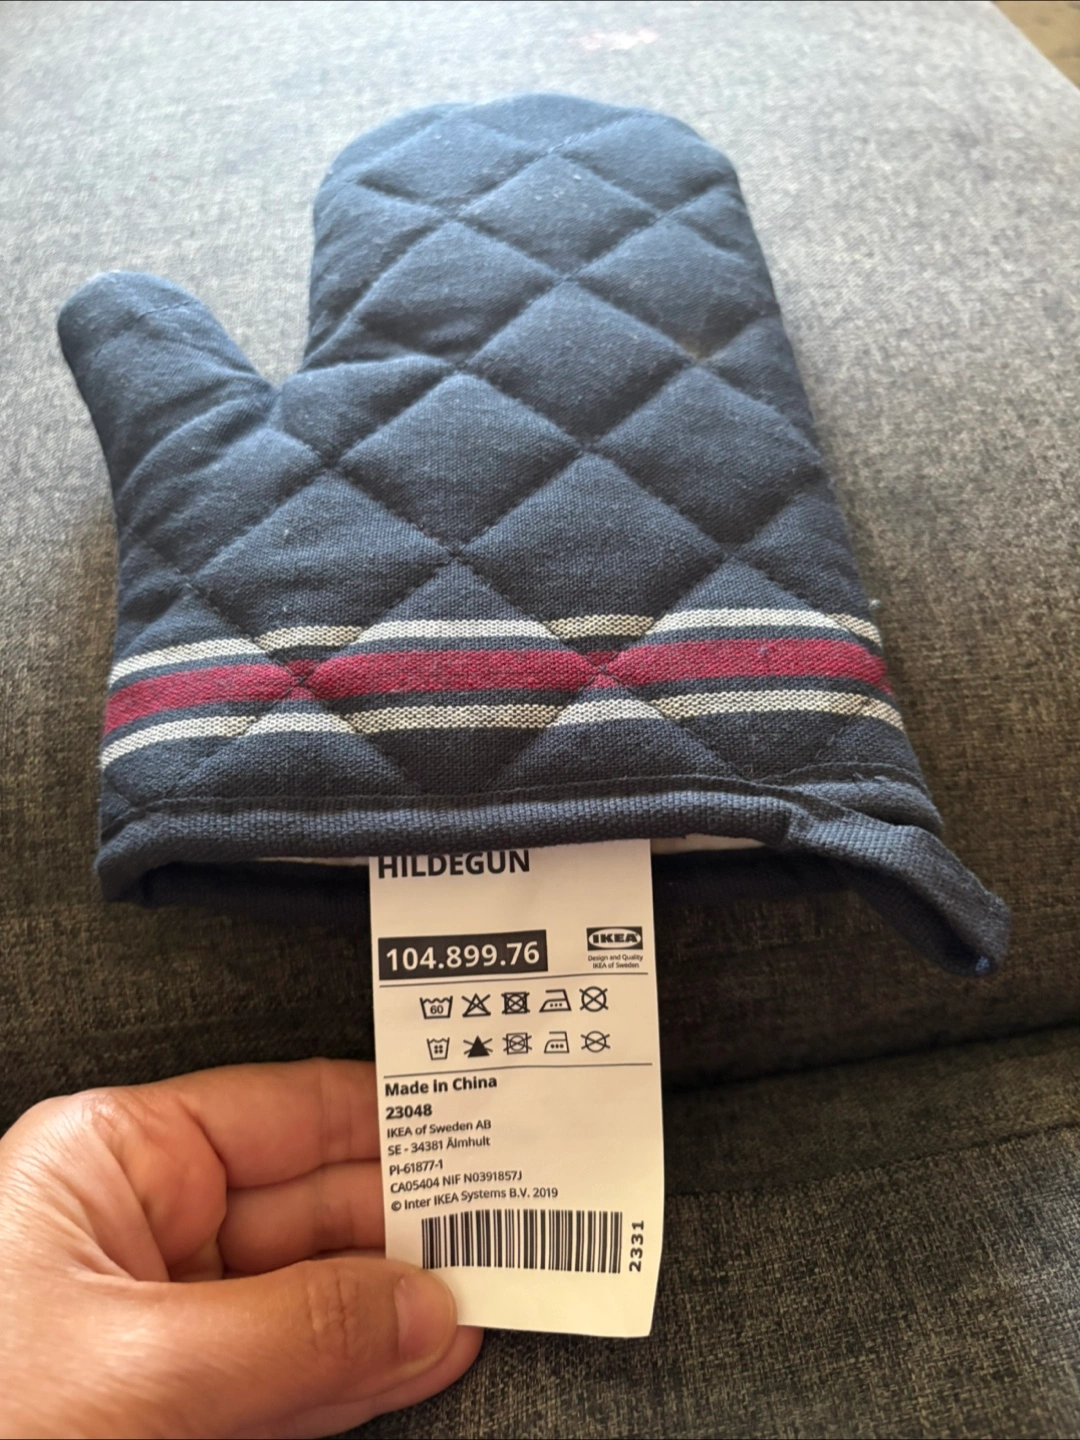 HILDEGUN
104.899.76
IKEA
Design and Quality
IKEA of Sweden
60
Made in China
23048
IKEA of Sweden AB
SE - 34381 Älmhult
PI-61877-1
CA05404 NIF N0391857J
© Inter IKEA Systems B.V. 2019
2331